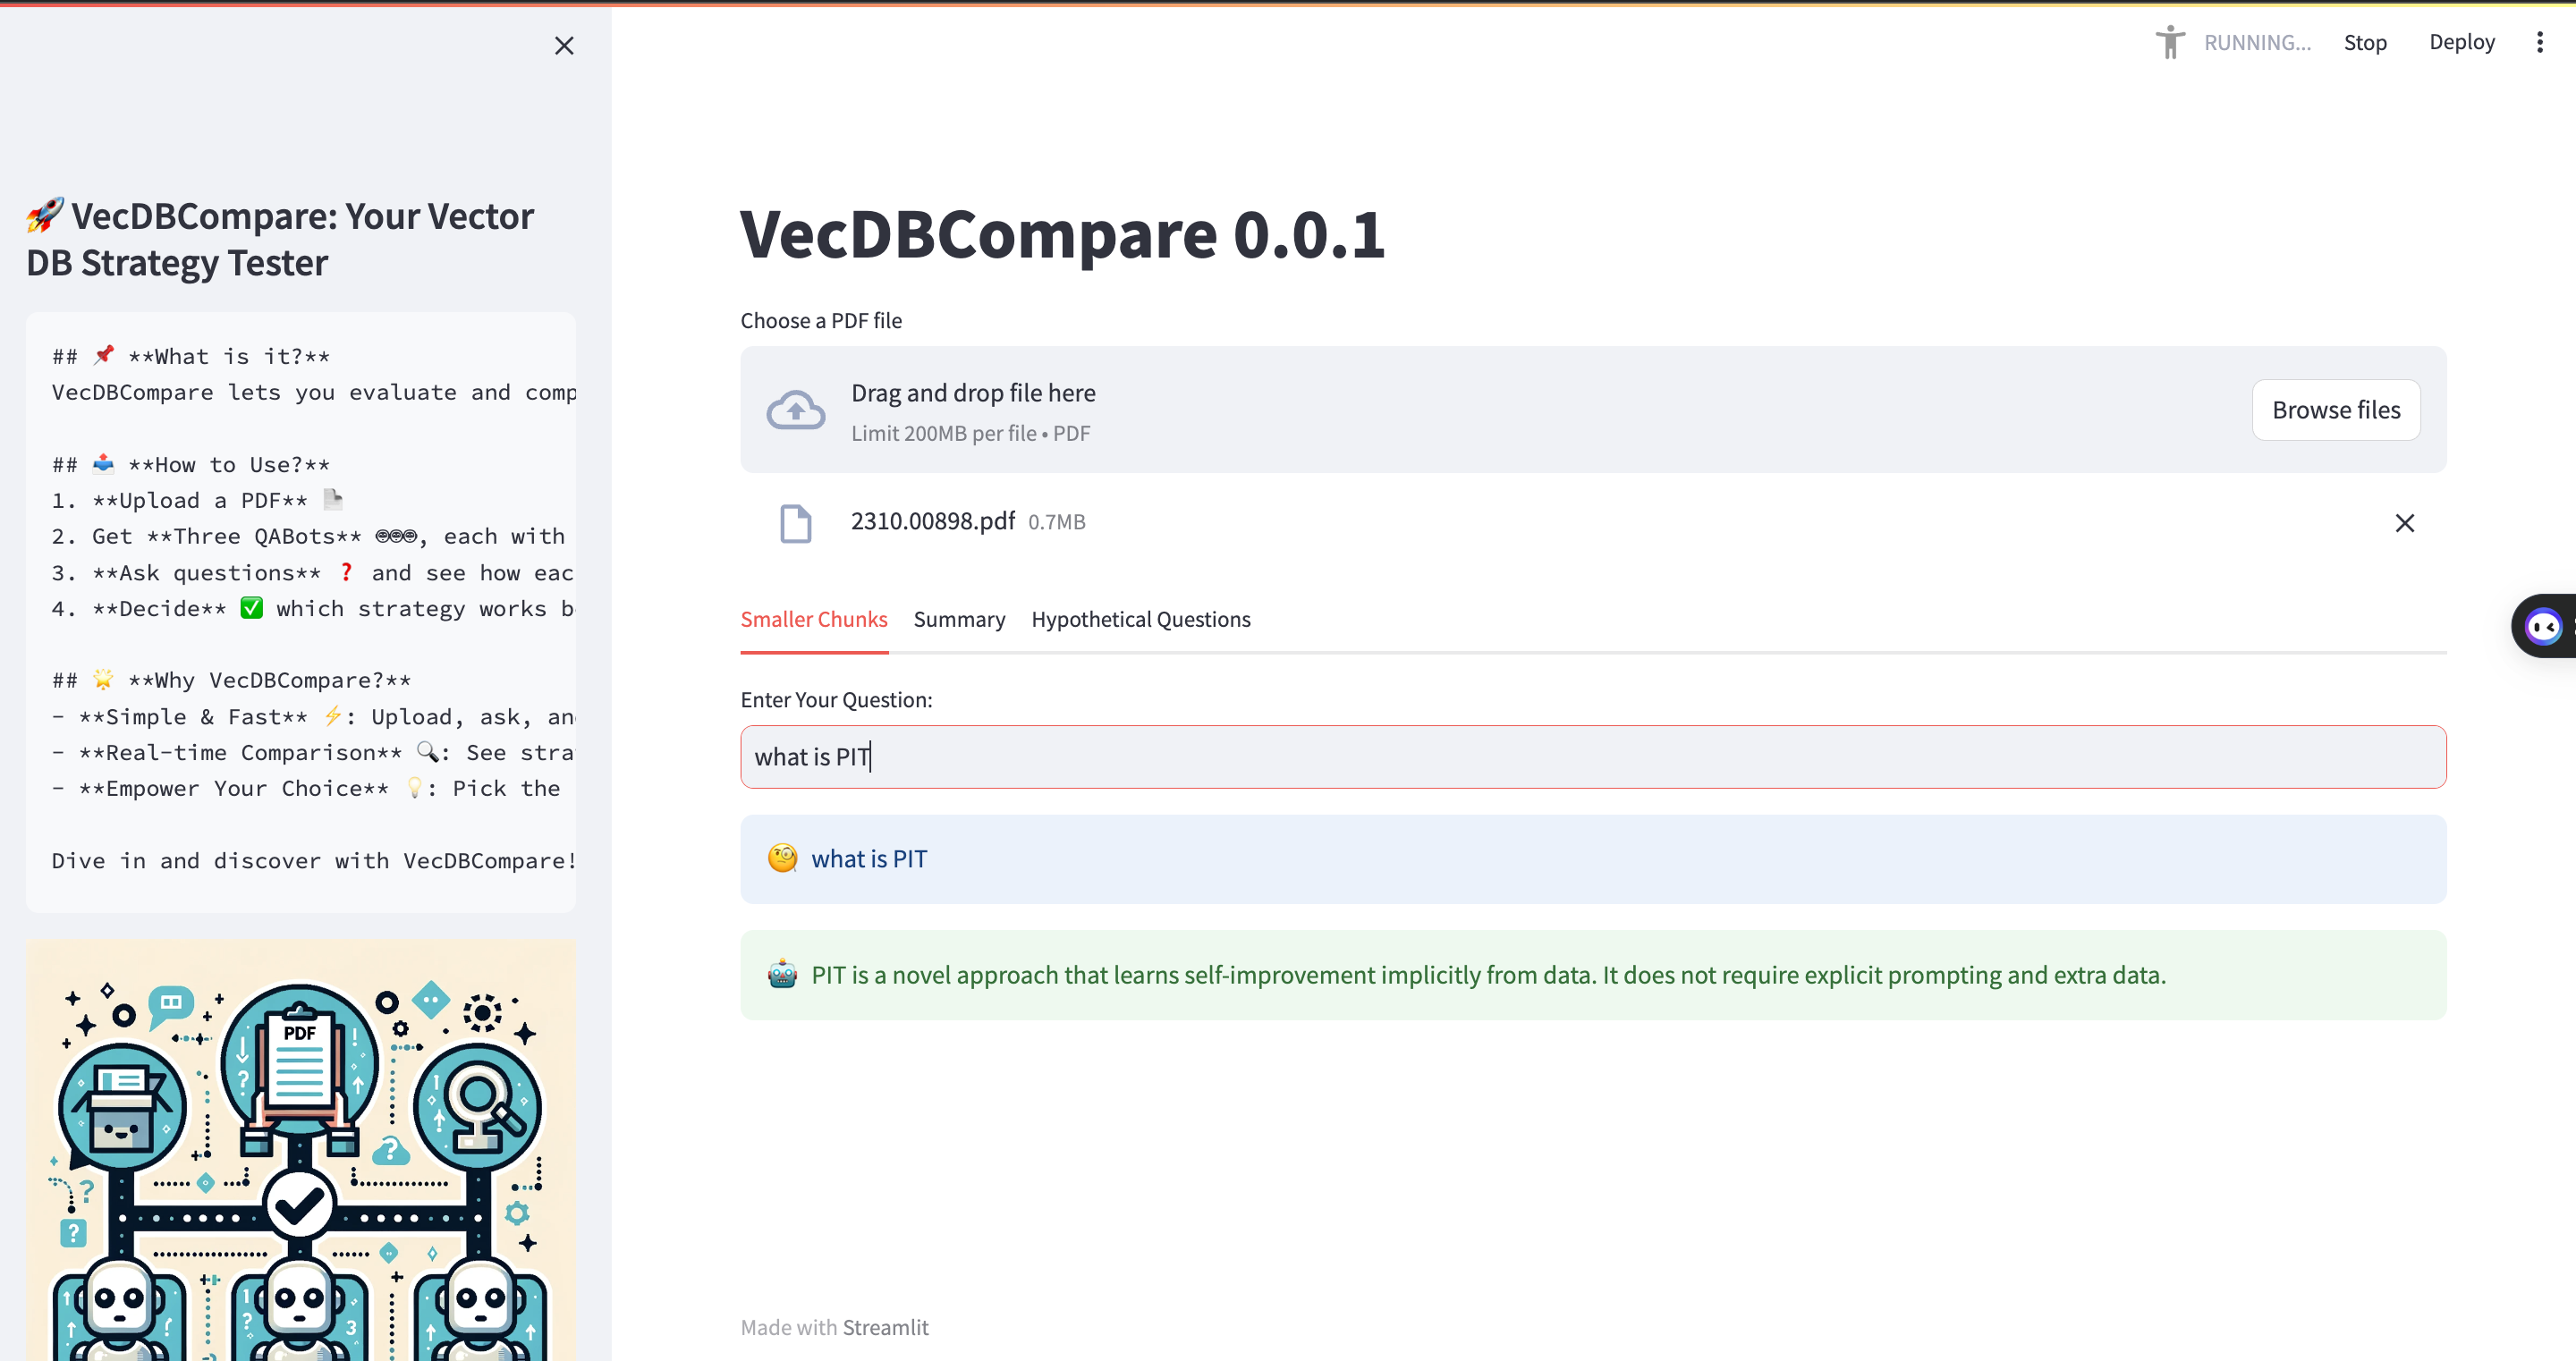 RUNNING...
Stop
Deploy
🚀 VecDBCompare: Your Vector
DB Strategy Tester
## 📌 **What is it?**
VecDBCompare lets you evaluate and comp
## 📤 **How to Use?**
1. **Upload a PDF** 📄
2. Get **Three QABots** 🤓🤓🤓, each with
3. **Ask questions** ❓ and see how eac
4. **Decide** ✅ which strategy works b
## 🌟 **Why VecDBCompare?**
- **Simple & Fast** ⚡: Upload, ask, an
- **Real-time Comparison** 🔍: See stra
- **Empower Your Choice** 💡: Pick the
Dive in and discover with VecDBCompare!
PDF
VecDBCompare 0.0.1
Choose a PDF file
Drag and drop file here
Limit 200MB per file • PDF
Browse files
2310.00898.pdf 0.7MB
Smaller Chunks
Summary
Hypothetical Questions
Enter Your Question:
what is PIT
🧐 what is PIT
🤖 PIT is a novel approach that learns self-improvement implicitly from data. It does not require explicit prompting and extra data.
Made with Streamlit